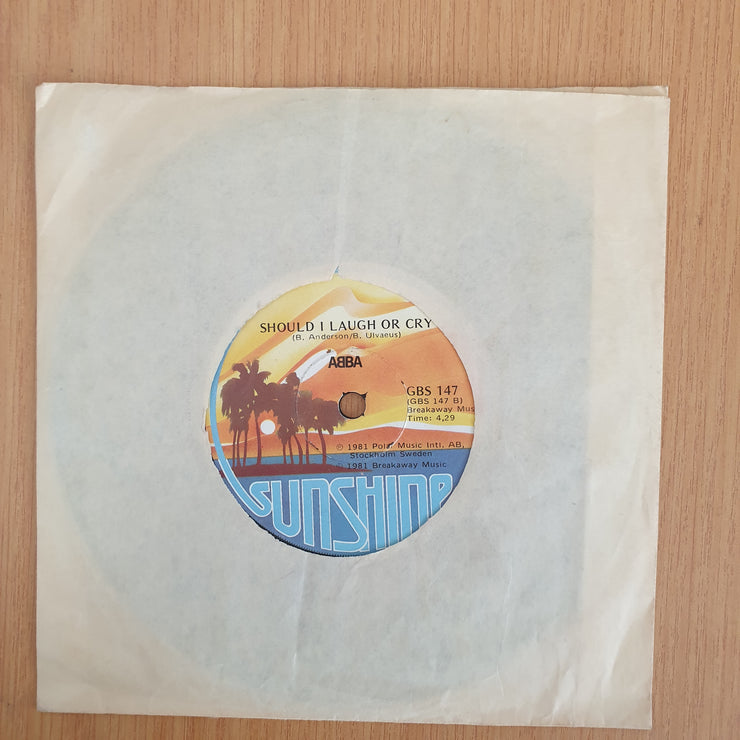 SHOULD I LAUGH OR CRY
(B. Anderson/B. Ulvaeus)
ABBA
GBS 147
(GBS 147 B)
Breakaway Mus
Time: 4,29
℗ 1981 Polar Music Intl. AB,
Stockholm Sweden
© 1981 Breakaway Music
SUNSHINE